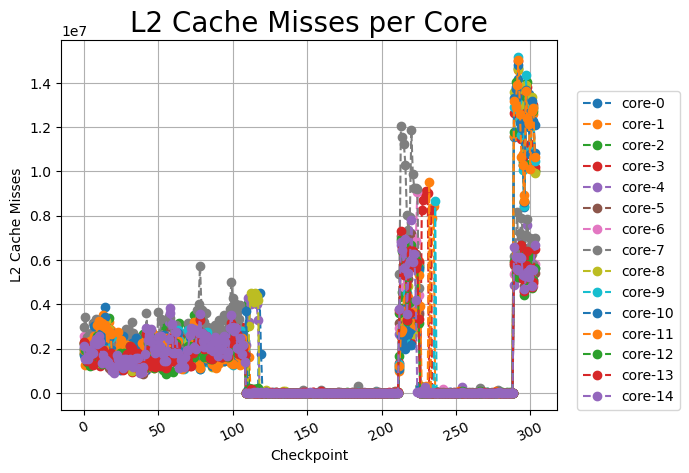 L2 Cache Misses per Core
1e7
1.4
1.2
1.0
0.8
0.6
0.4
0.2
0.0
L2 Cache Misses
0
50
100
150
200
250
300
Checkpoint
core-0
core-1
core-2
core-3
core-4
core-5
core-6
core-7
core-8
core-9
core-10
core-11
core-12
core-13
core-14